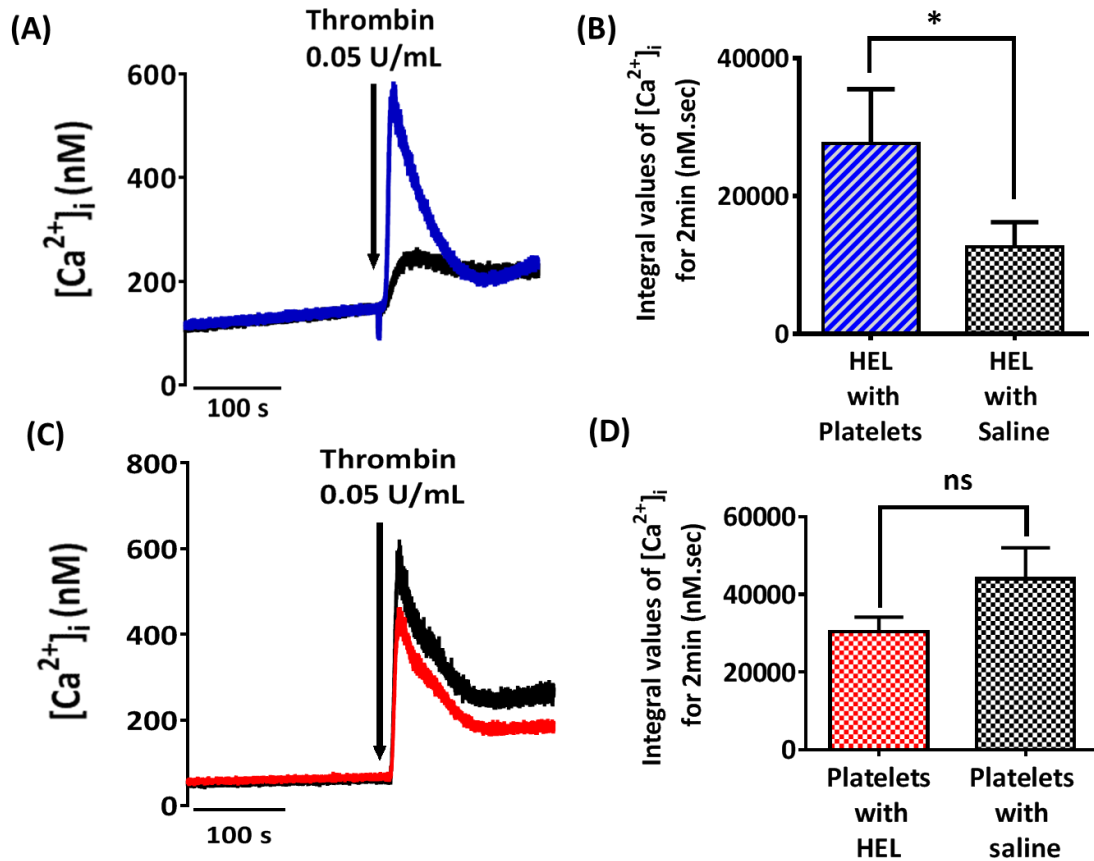 (A)
Thrombin
0.05 U/mL
600
400
200
0
[Ca²⁺]ᵢ (nM)
100 s
(B)
*
Integral values of [Ca²⁺]ᵢ
for 2min (nM.sec)
40000
20000
0
HEL
with
Platelets
HEL
with
Saline
(C)
Thrombin
0.05 U/mL
800
600
400
200
0
[Ca²⁺]ᵢ (nM)
100 s
(D)
ns
Integral values of [Ca²⁺]ᵢ
for 2min (nM.sec)
60000
40000
20000
0
Platelets
with
HEL
Platelets
with
saline